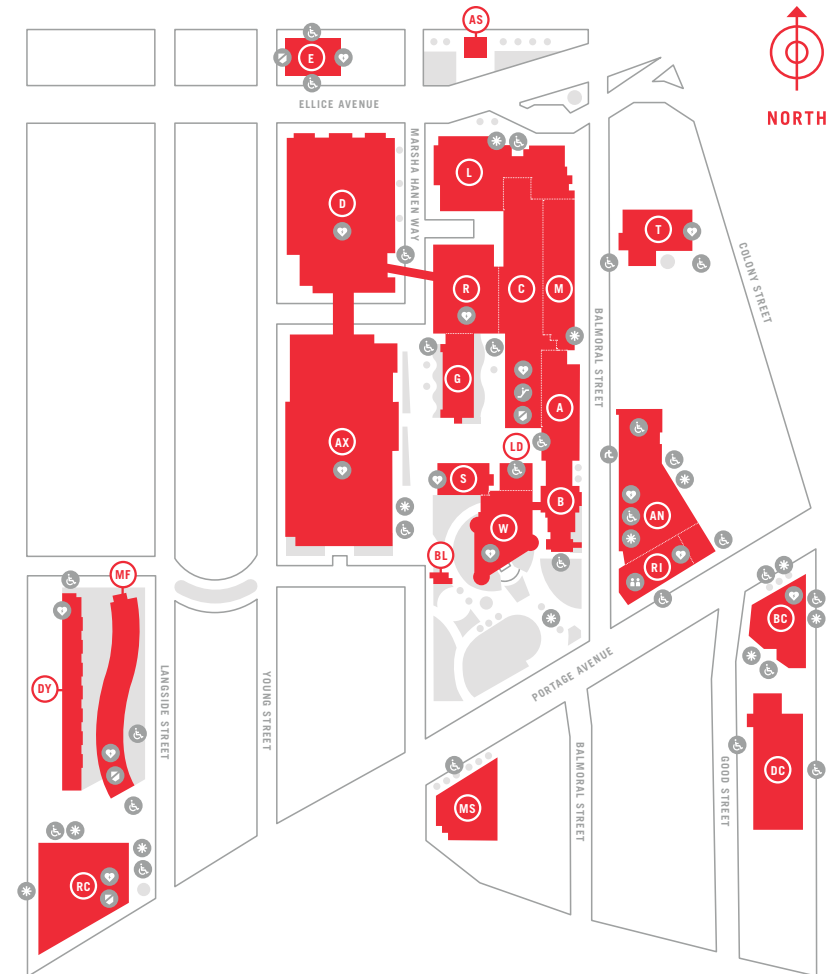 AS
E
ELLICE AVENUE
NORTH
MARSHA HANEN WAY
L
D
T
R
C
M
COLONY STREET
BALMORAL STREET
G
A
AX
LD
S
B
AN
W
BL
RI
MF
BC
DY
LANGSIDE STREET
YOUNG STREET
PORTAGE AVENUE
BALMORAL STREET
GOOD STREET
DC
MS
RC